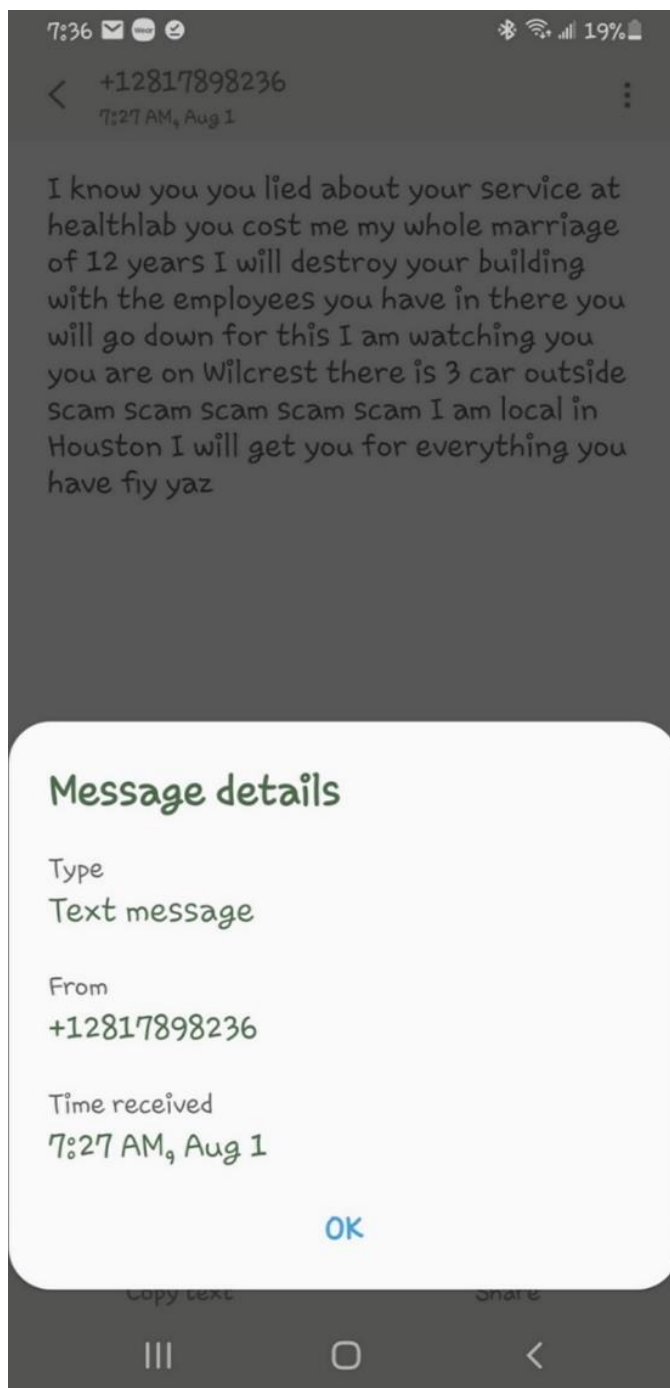 7:36
19%
+12817898236
7:27 AM, Aug 1
I know you you lied about your service at
healthlab you cost me my whole marriage
of 12 years I will destroy your building
with the employees you have in there you
will go down for this I am watching you
you are on Wilcrest there is 3 car outside
scam scam scam scam scam I am local in
Houston I will get you for everything you
have fiy yaz
Message details
Type
Text message
From
+12817898236
Time received
7:27 AM, Aug 1
OK
Copy text Share